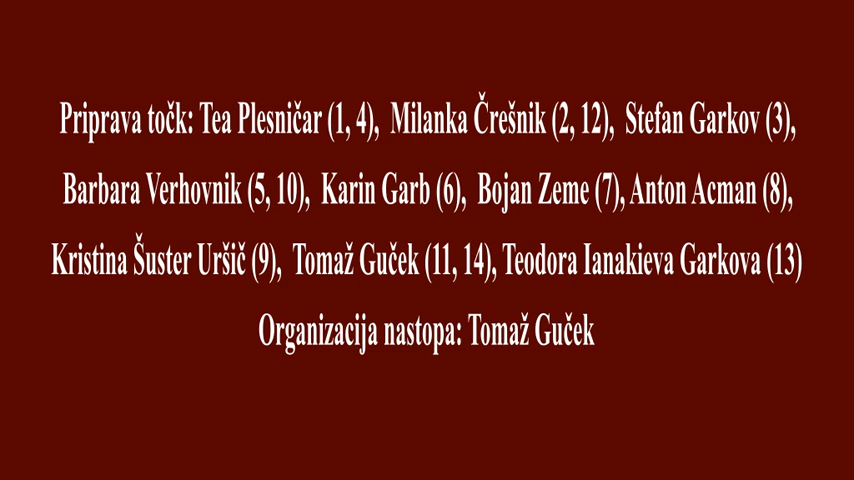 Priprava točk: Tea Plesničar (1, 4), Milanka Črešnik (2, 12), Stefan Garkov (3),
Barbara Verhovnik (5, 10), Karin Garb (6), Bojan Zeme (7), Anton Acman (8),
Kristina Šuster Uršič (9), Tomaž Guček (11, 14), Teodora Ianakieva Garkova (13)
Organizacija nastopa: Tomaž Guček